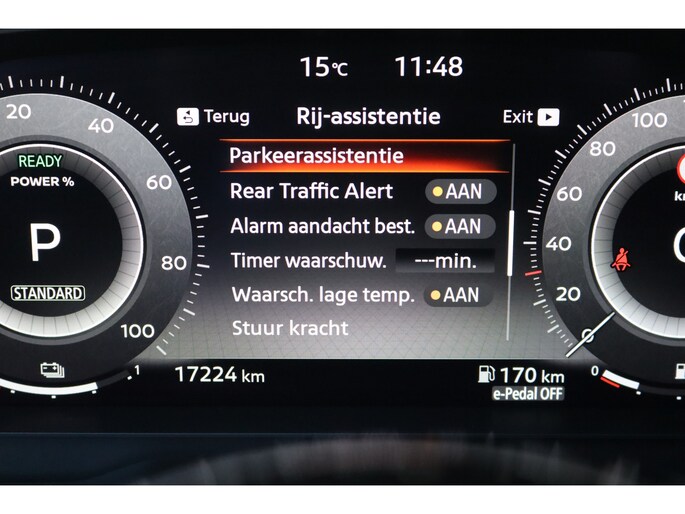 15°C 11:48
Terug Rij-assistentie Exit
Parkeerassistentie
Rear Traffic Alert AAN
Alarm aandacht best. AAN
Timer waarschuw. ---min.
Waarsch. lage temp. AAN
Stuur kracht
20
40
60
80
100
READY
POWER %
P
STANDARD
1
17224 km
170 km
e-Pedal OFF
100
80
60
40
20
0
0